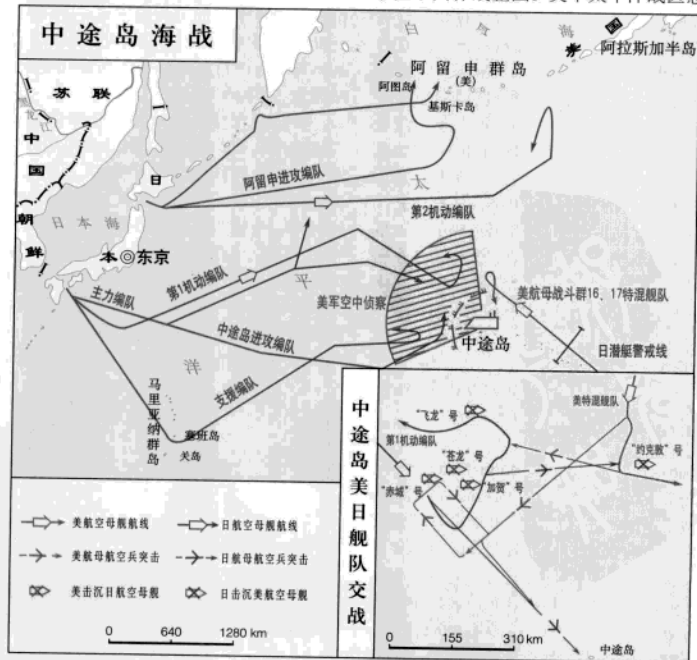 中途岛海战
白令海
阿拉斯加半岛
阿留申群岛
(美)
阿图岛
基斯卡岛
苏联
黑龙江
中国
朝鲜
日本海
日本
东京
阿留申进攻编队
太平洋
第2机动编队
第1机动编队
主力编队
美军空中侦察
美航母战斗群16、17特混舰队
中途岛进攻编队
中途岛
日潜艇警戒线
支援编队
马里亚纳群岛
塞班岛
关岛
美航空母舰航线
日航空母舰航线
美航母航空兵突击
日航母航空兵突击
美击沉日航空母舰
日击沉美航空母舰
0 640 1280 km
中途岛美日舰队交战
"飞龙"号
美特混舰队
第1机动编队
"苍龙"号
"约克敦"号
"赤城"号
"加贺"号
0 155 310 km
中途岛